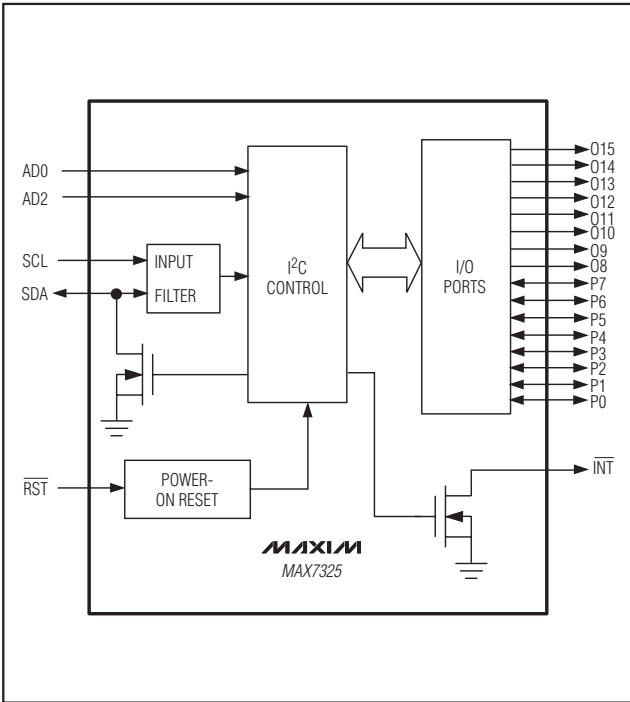 AD0
AD2
SCL
SDA
RST
INPUT
FILTER
I²C
CONTROL
POWER-
ON RESET
I/O
PORTS
O15
O14
O13
O12
O11
O10
O9
O8
P7
P6
P5
P4
P3
P2
P1
P0
INT
MAXIM
MAX7325